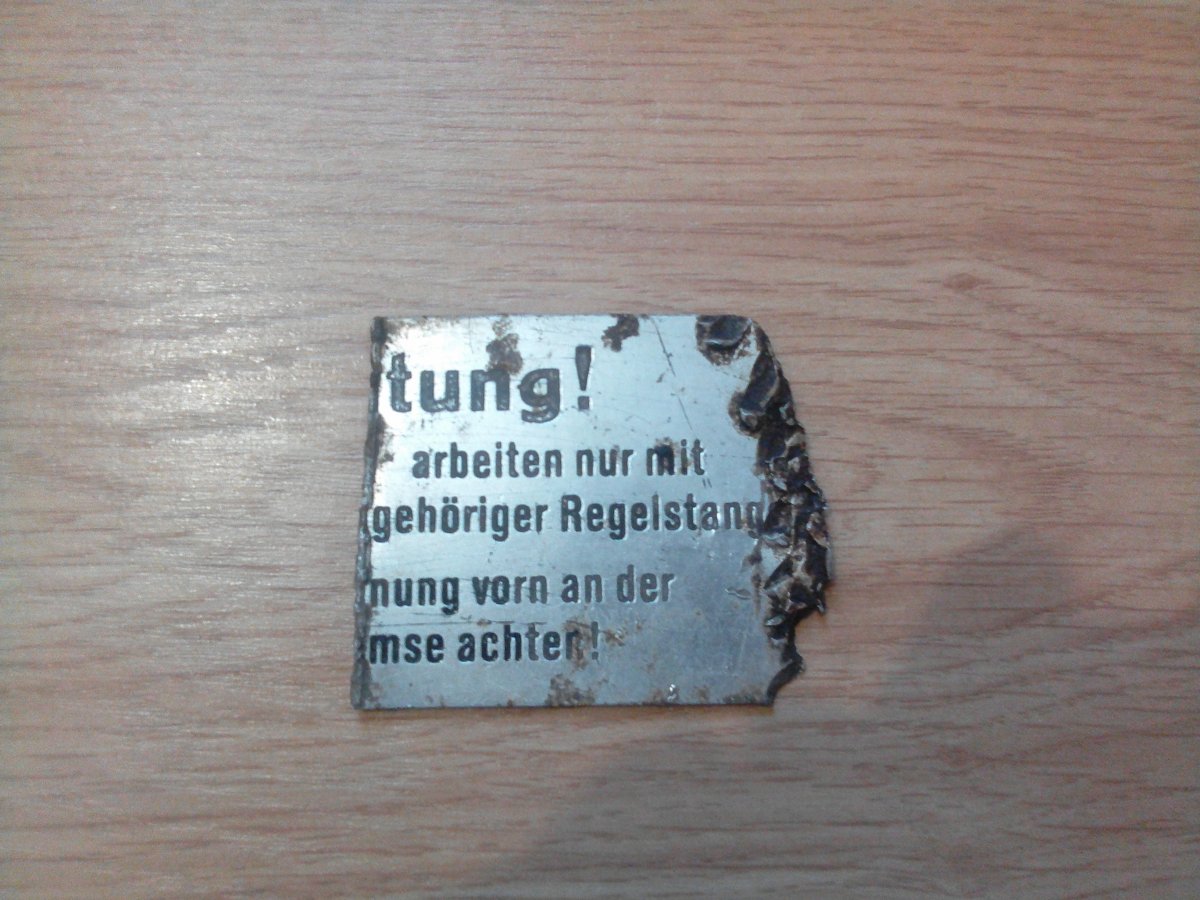 tung!
arbeiten nur mit
gehöriger Regelstang
nung vorn an der
mse achten!